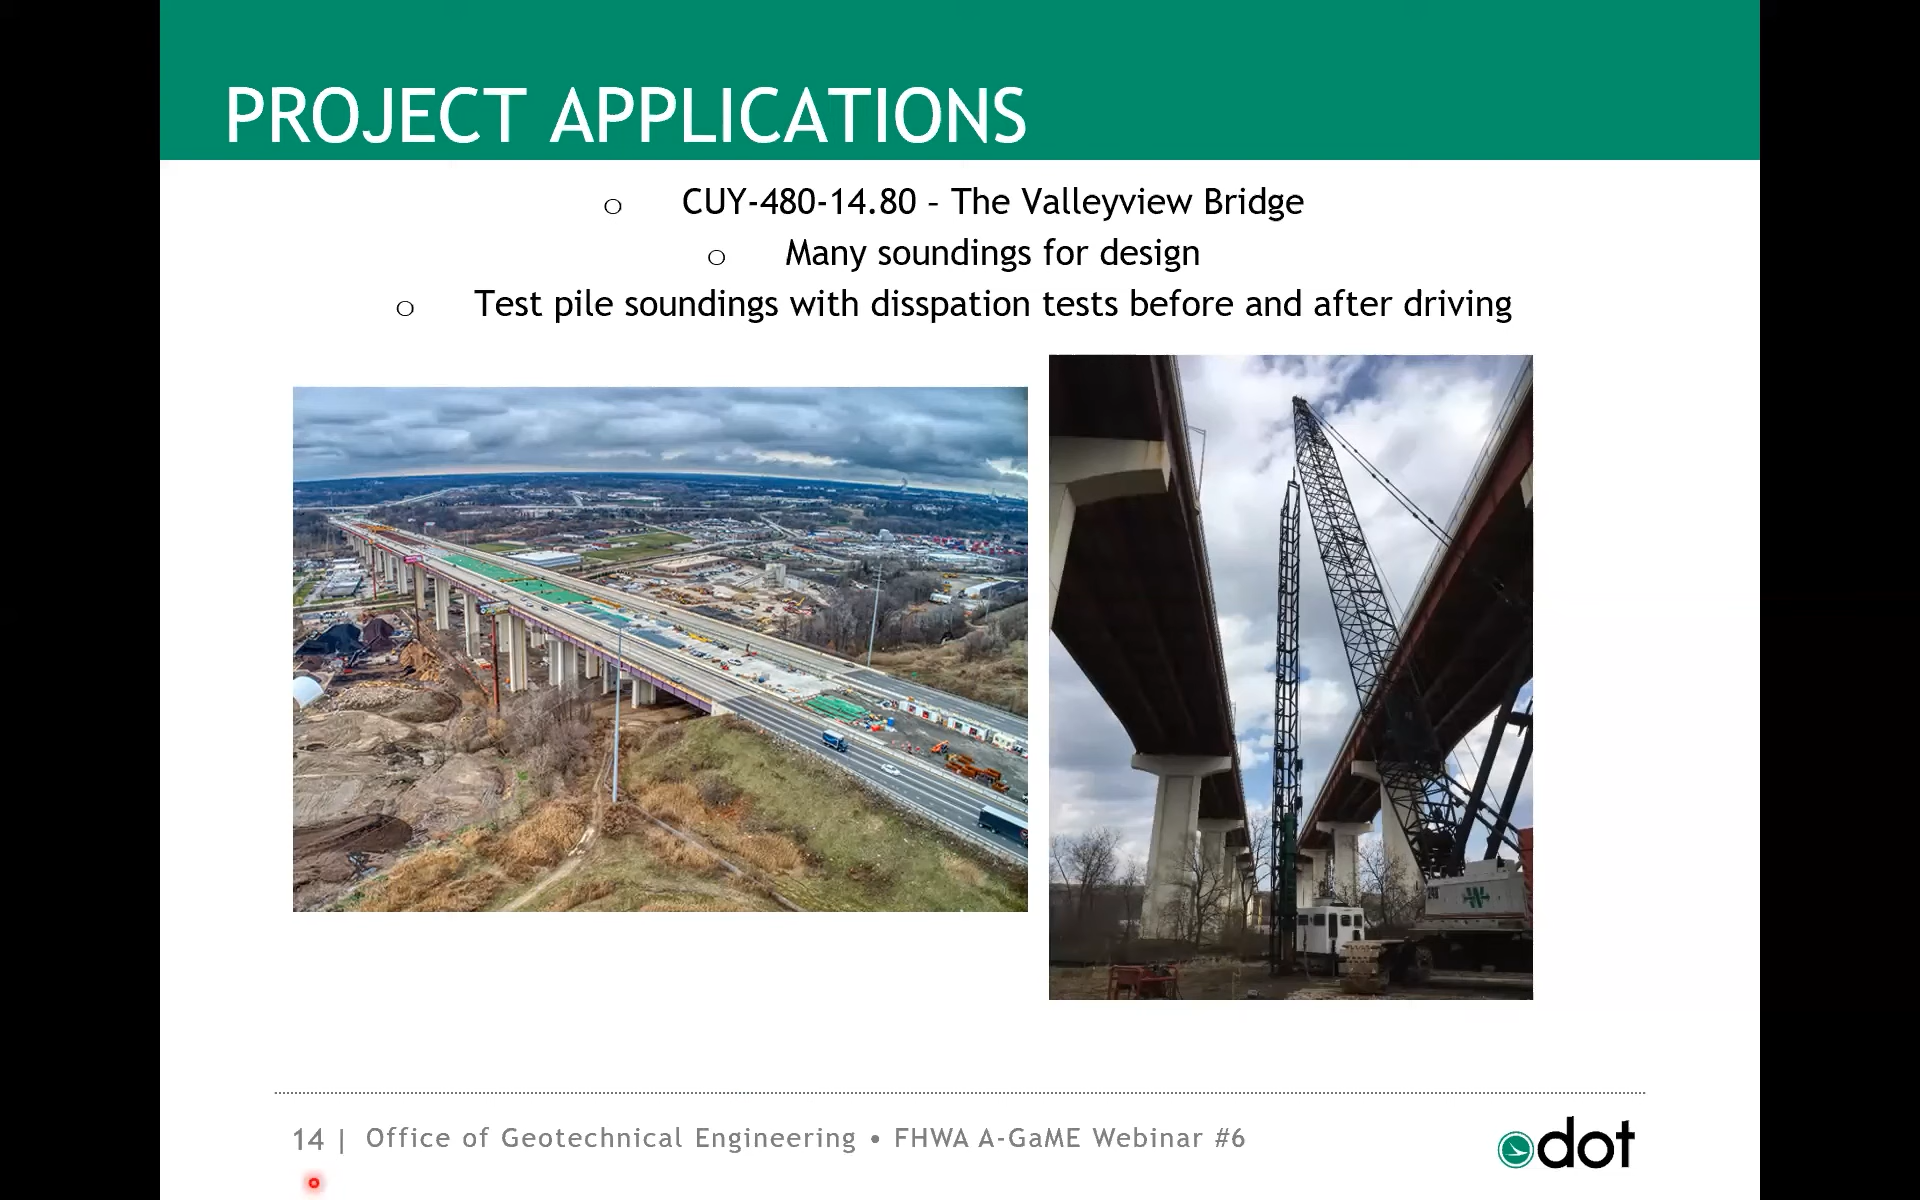 PROJECT APPLICATIONS
o CUY-480-14.80 – The Valleyview Bridge
o Many soundings for design
o Test pile soundings with disspation tests before and after driving
14 | Office of Geotechnical Engineering • FHWA A-GaME Webinar #6
odot